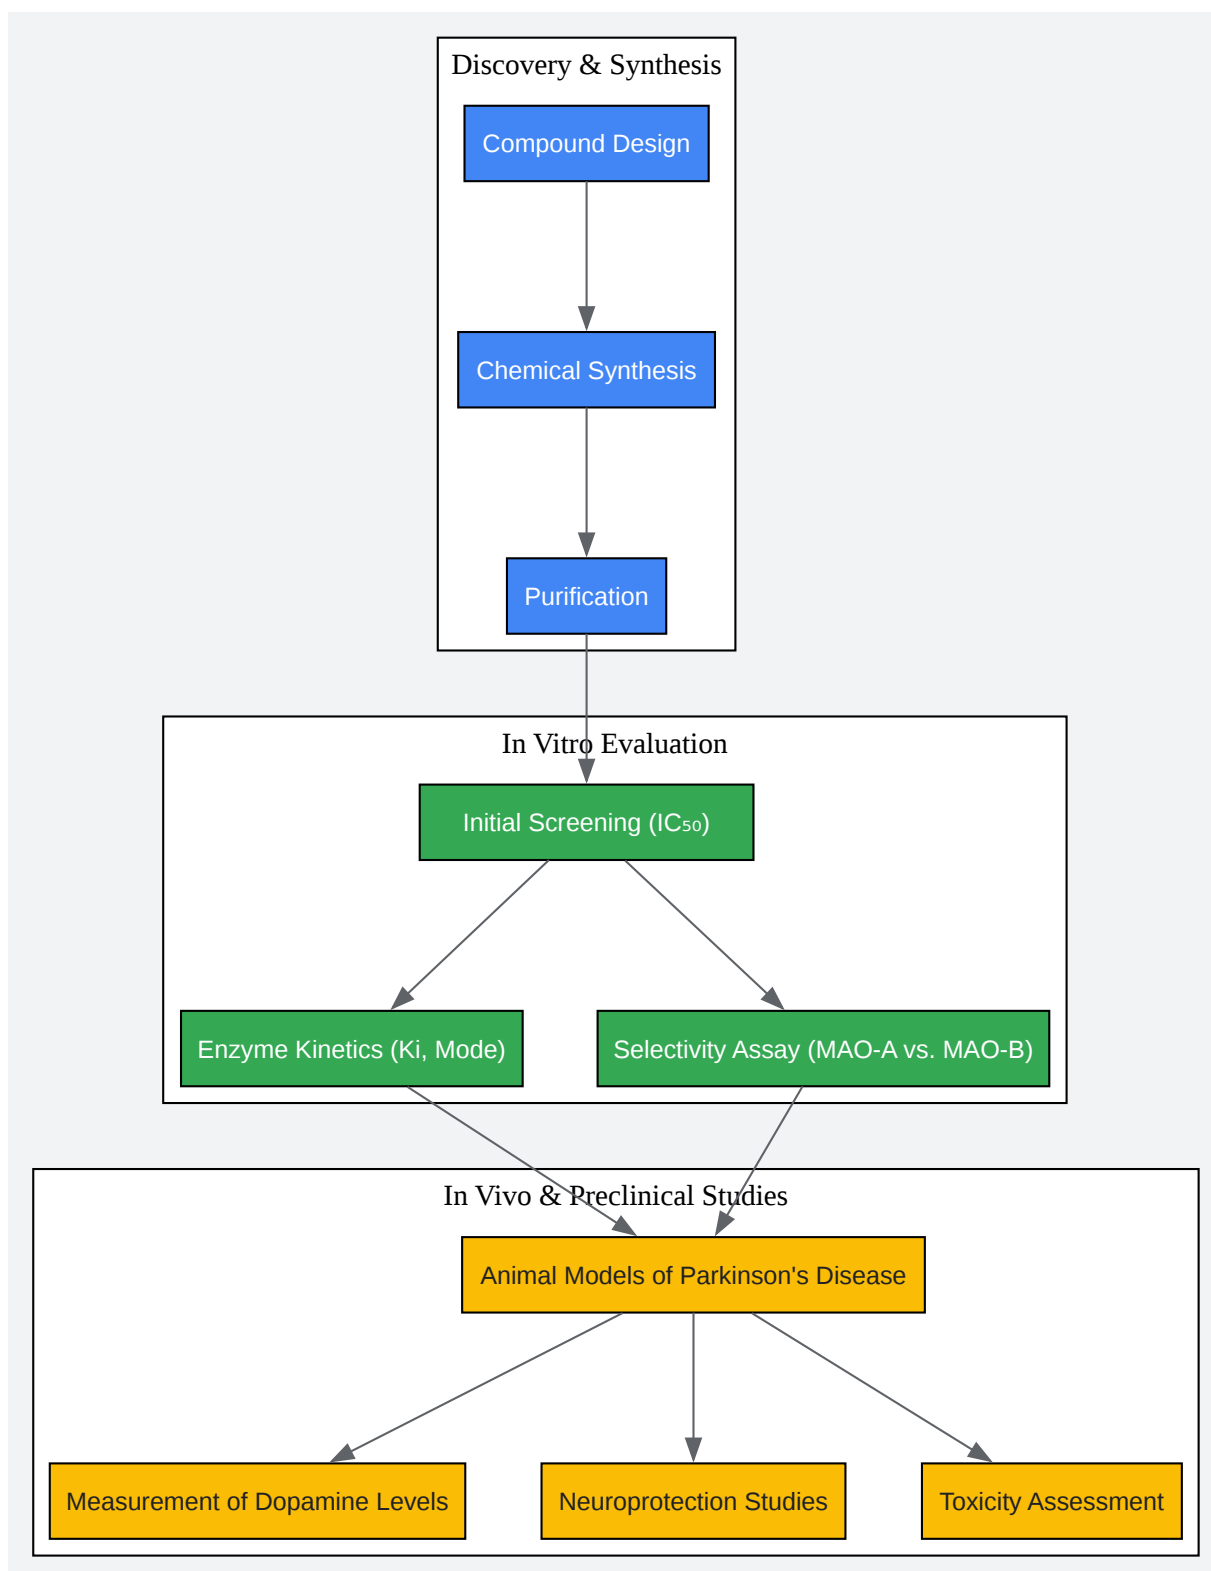 Discovery & Synthesis
Compound Design
Chemical Synthesis
Purification
In Vitro Evaluation
Initial Screening (IC₅₀)
Enzyme Kinetics (Ki, Mode)
Selectivity Assay (MAO-A vs. MAO-B)
In Vivo & Preclinical Studies
Animal Models of Parkinson's Disease
Measurement of Dopamine Levels
Neuroprotection Studies
Toxicity Assessment